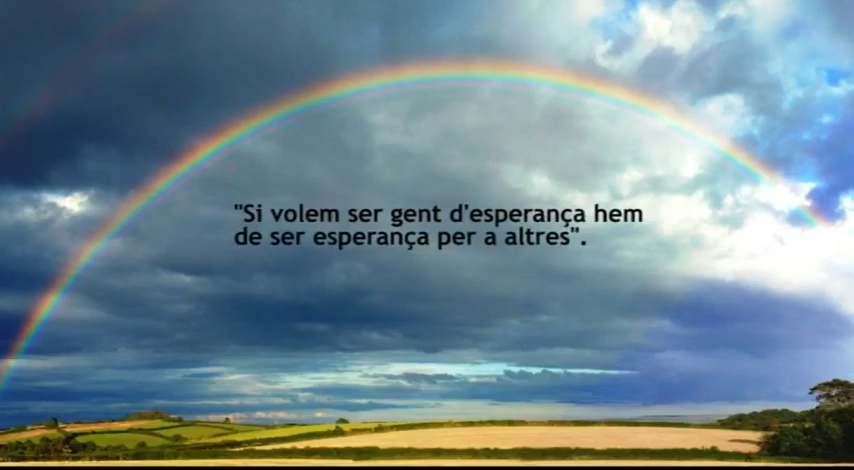 "Si volem ser gent d'esperança hem
de ser esperança per a altres".